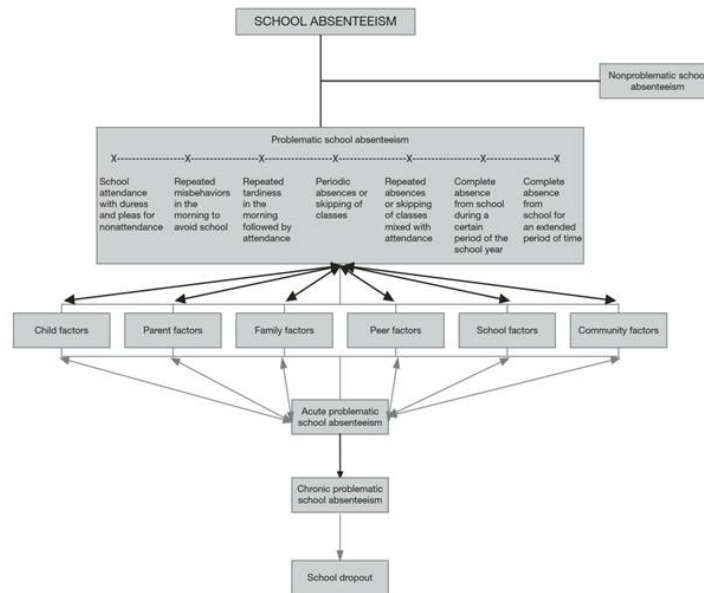 SCHOOL ABSENTEEISM
Nonproblematic school
absenteeism
Problematic school absenteeism
X----------------X----------------X----------------X----------------X----------------X----------------X
School
attendance
with duress
and pleas for
nonattendance
Repeated
misbehaviors
in the
morning to
avoid school
Repeated
tardiness
in the
morning
followed by
attendance
Periodic
absences or
skipping of
classes
Repeated
absences
or skipping
of classes
mixed with
attendance
Complete
absence
from school
during a
certain
period of the
school year
Complete
absence
from
school for
an extended
period of time
Child factors
Parent factors
Family factors
Peer factors
School factors
Community factors
Acute problematic
school absenteeism
Chronic problematic
school absenteeism
School dropout